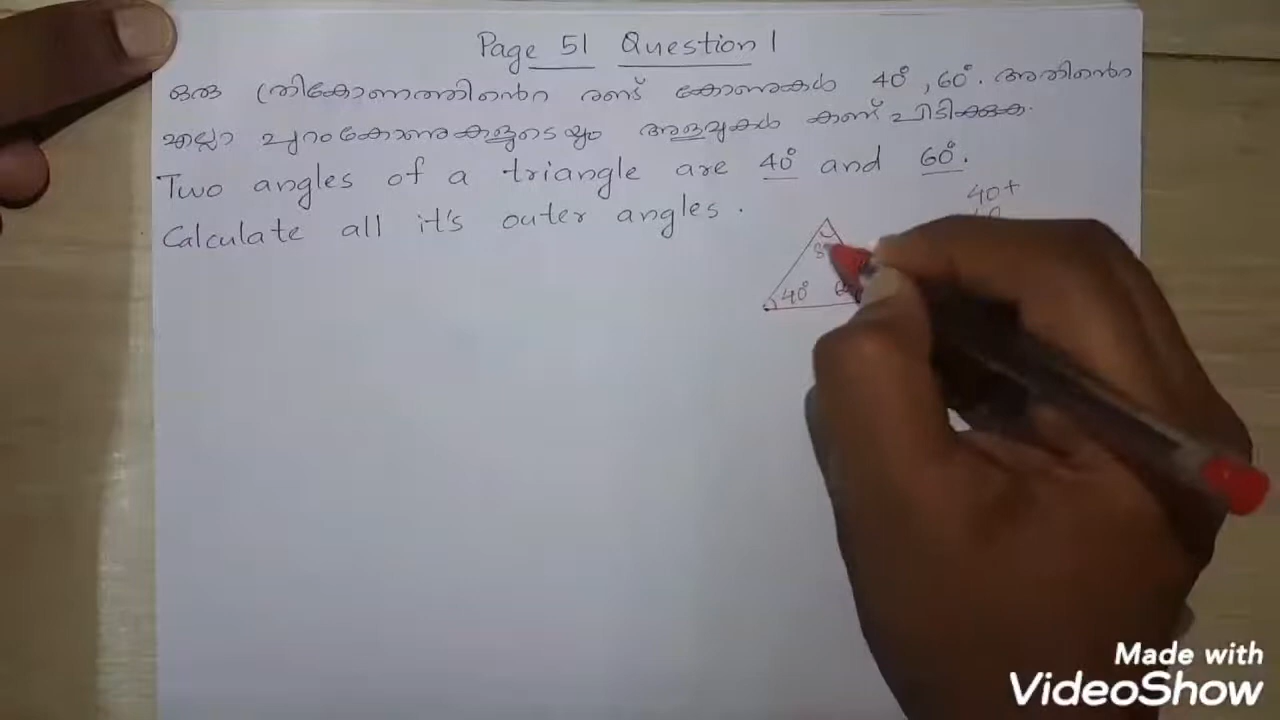 Page 51 Question 1
ഒരു ത്രികോണത്തിൻെറ രണ്ട് കോണുകൾ 40°, 60°. അതിൻെറ
എല്ലാ പുറംകോണുകളുടെയും അളവുകൾ കണ്ട് പിടിക്കുക.
Two angles of a triangle are 40° and 60°.
Calculate all it's outer angles.
40+
40°
Made with
VideoShow